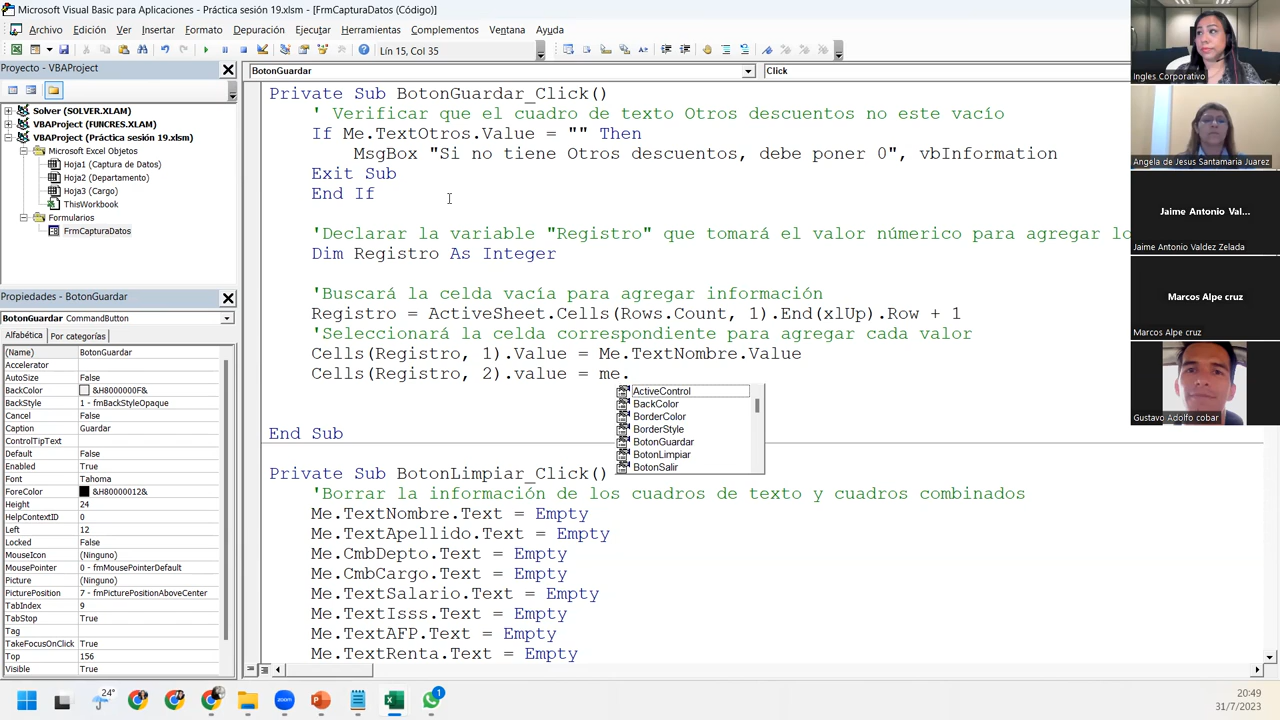 Microsoft Visual Basic para Aplicaciones - Práctica sesión 19.xlsm - [FrmCapturaDatos (Código)]
Archivo Edición Ver Insertar Formato Depuración Ejecutar Herramientas Complementos Ventana Ayuda
Lín 15, Col 35
Proyecto - VBAProject
Solver (SOLVER.XLAM)
VBAProject (FUNCRES.XLAM)
VBAProject (Práctica sesión 19.xlsm)
Microsoft Excel Objetos
Hoja1 (Captura de Datos)
Hoja2 (Departamento)
Hoja3 (Cargo)
ThisWorkbook
Formularios
FrmCapturaDatos
Propiedades - BotonGuardar
BotonGuardar CommandButton
Alfabética Por categorías
(Name) BotonGuardar
Accelerator
AutoSize False
BackColor &H8000000F&
BackStyle 1 - fmBackStyleOpaque
Cancel False
Caption Guardar
ControlTipText
Default False
Enabled True
Font Tahoma
ForeColor &H80000012&
Height 24
HelpContextID 0
Left 12
Locked False
MouseIcon (Ninguno)
MousePointer 0 - fmMousePointerDefault
Picture (Ninguno)
PicturePosition 7 - fmPicturePositionAboveCenter
TabIndex 9
TabStop True
Tag
TakeFocusOnClick True
Top 156
Visible True
BotonGuardar Click
Private Sub BotonGuardar_Click()
' Verificar que el cuadro de texto Otros descuentos no este vacío
If Me.TextOtros.Value = "" Then
MsgBox "Si no tiene Otros descuentos, debe poner 0", vbInformation
Exit Sub
End If
'Declarar la variable "Registro" que tomará el valor númerico para agregar lo
Dim Registro As Integer
'Buscará la celda vacía para agregar información
Registro = ActiveSheet.Cells(Rows.Count, 1).End(xlUp).Row + 1
'Seleccionará la celda correspondiente para agregar cada valor
Cells(Registro, 1).Value = Me.TextNombre.Value
Cells(Registro, 2).value = me.
ActiveControl
BackColor
BorderColor
BorderStyle
BotonGuardar
BotonLimpiar
BotonSalir
End Sub
Private Sub BotonLimpiar_Click()
'Borrar la información de los cuadros de texto y cuadros combinados
Me.TextNombre.Text = Empty
Me.TextApellido.Text = Empty
Me.CmbDepto.Text = Empty
Me.CmbCargo.Text = Empty
Me.TextSalario.Text = Empty
Me.TextIsss.Text = Empty
Me.TextAFP.Text = Empty
Me.TextRenta.Text = Empty
Ingles Corporativo
Angela de Jesus Santamaria Juarez
Jaime Antonio Val...
Jaime Antonio Valdez Zelada
Marcos Alpe cruz
Marcos Alpe cruz
Gustavo Adolfo cobar
24°
zoom
1
20:49
31/7/2023